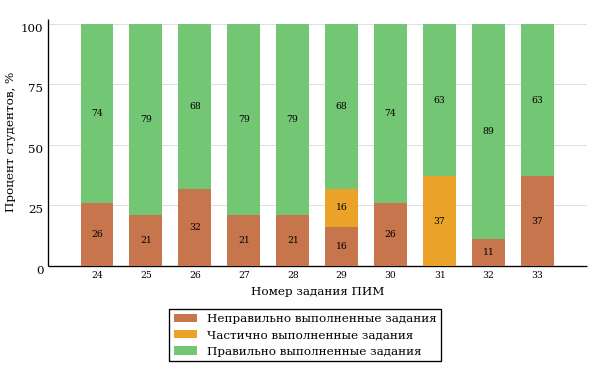 100
75
50
25
0
Процент студентов, %
74 79 68 79 79 68 74 63 89 63
16 37
26 21 32 21 21 16 26 11 37
24 25 26 27 28 29 30 31 32 33
Номер задания ПИМ
Неправильно выполненные задания
Частично выполненные задания
Правильно выполненные задания